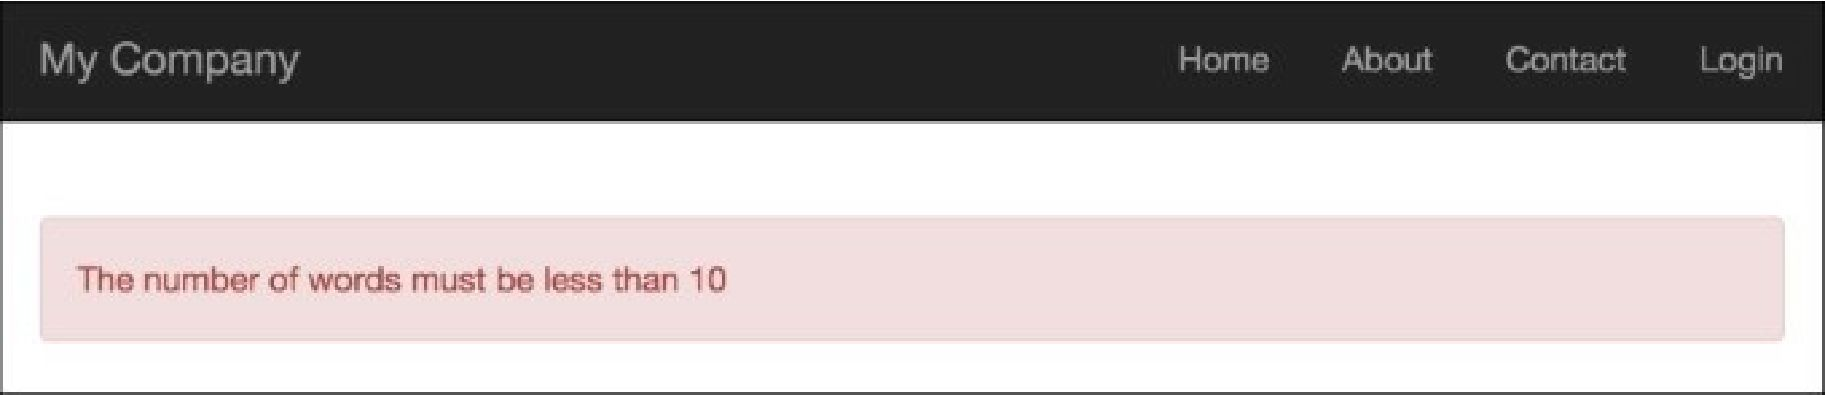 My Company Home About Contact Login
The number of words must be less than 10